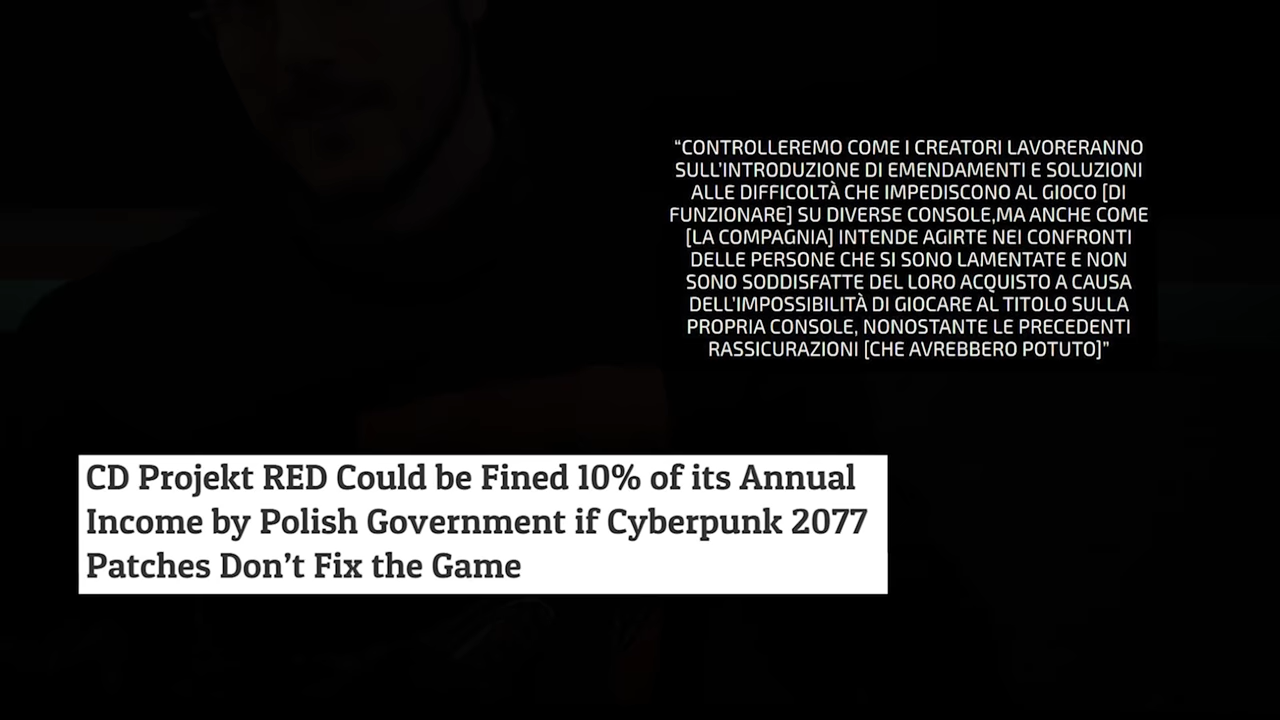 “CONTROLLEREMO COME I CREATORI LAVORERANNO
SULL'INTRODUZIONE DI EMENDAMENTI E SOLUZIONI
ALLE DIFFICOLTÀ CHE IMPEDISCONO AL GIOCO [DI
FUNZIONARE] SU DIVERSE CONSOLE,MA ANCHE COME
[LA COMPAGNIA] INTENDE AGIRTE NEI CONFRONTI
DELLE PERSONE CHE SI SONO LAMENTATE E NON
SONO SODDISFATTE DEL LORO ACQUISTO A CAUSA
DELL'IMPOSSIBILITÀ DI GIOCARE AL TITOLO SULLA
PROPRIA CONSOLE, NONOSTANTE LE PRECEDENTI
RASSICURAZIONI [CHE AVREBBERO POTUTO]”
CD Projekt RED Could be Fined 10% of its Annual
Income by Polish Government if Cyberpunk 2077
Patches Don’t Fix the Game